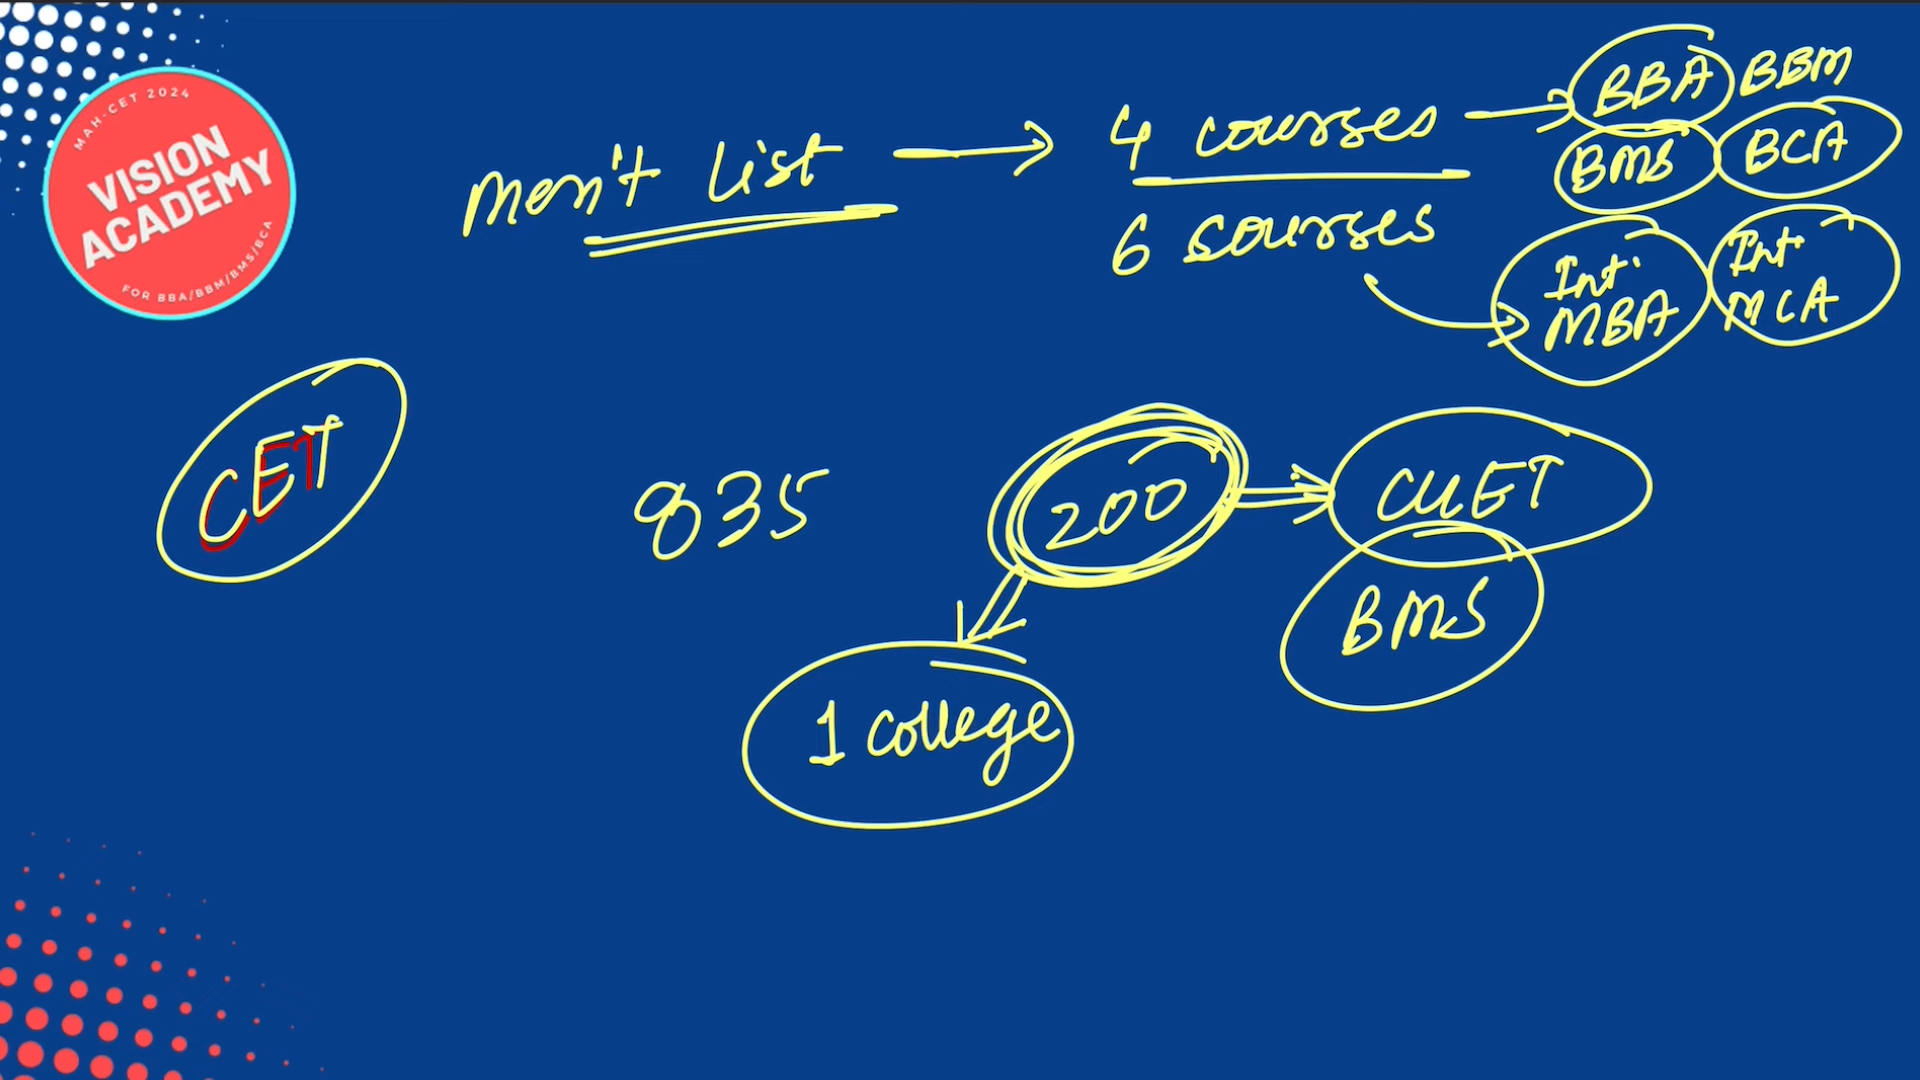 MAH-CET 2024
VISION
ACADEMY
FOR BBA/BBM/BMS/BCA
Merit List → 4 courses → BBA BBM
BMS BCA
6 courses → Int. MBA Int. MCA
CET
835 200 → CUET
BMS
1 college